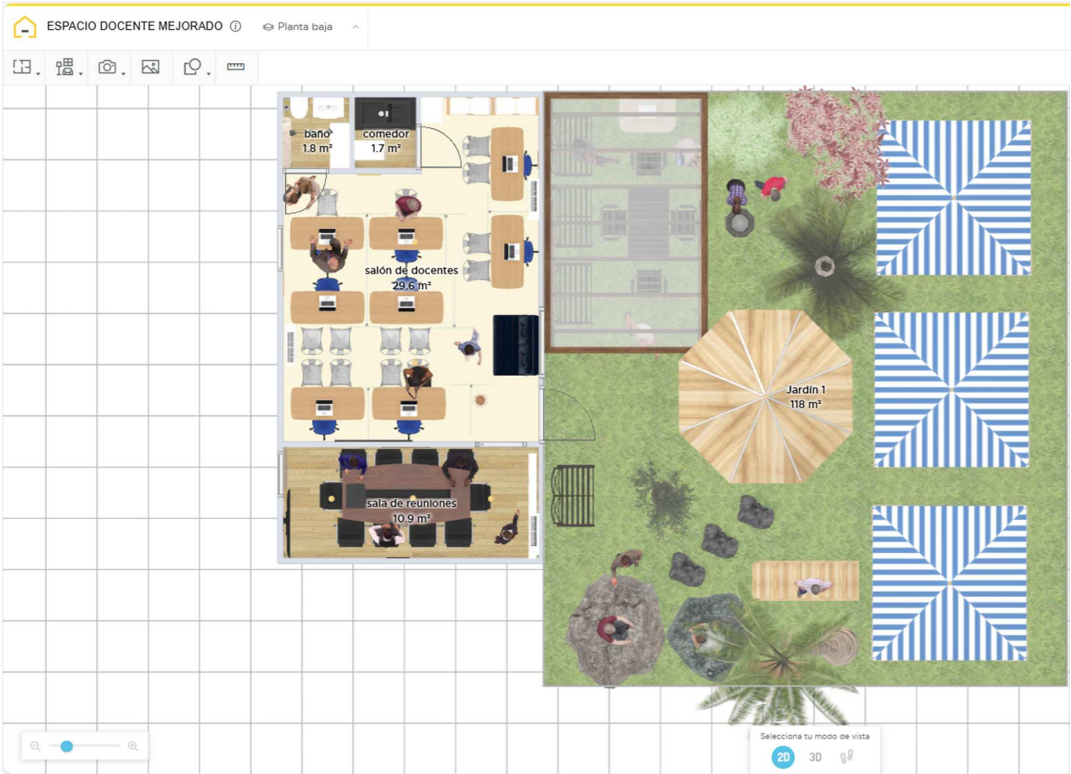 ESPACIO DOCENTE MEJORADO
Planta baja
baño
1.8 m²
comedor
1.7 m²
salón de docentes
29.6 m²
Jardín 1
118 m²
sala de reuniones
10.9 m²
Selecciona tu modo de vista
2D
3D